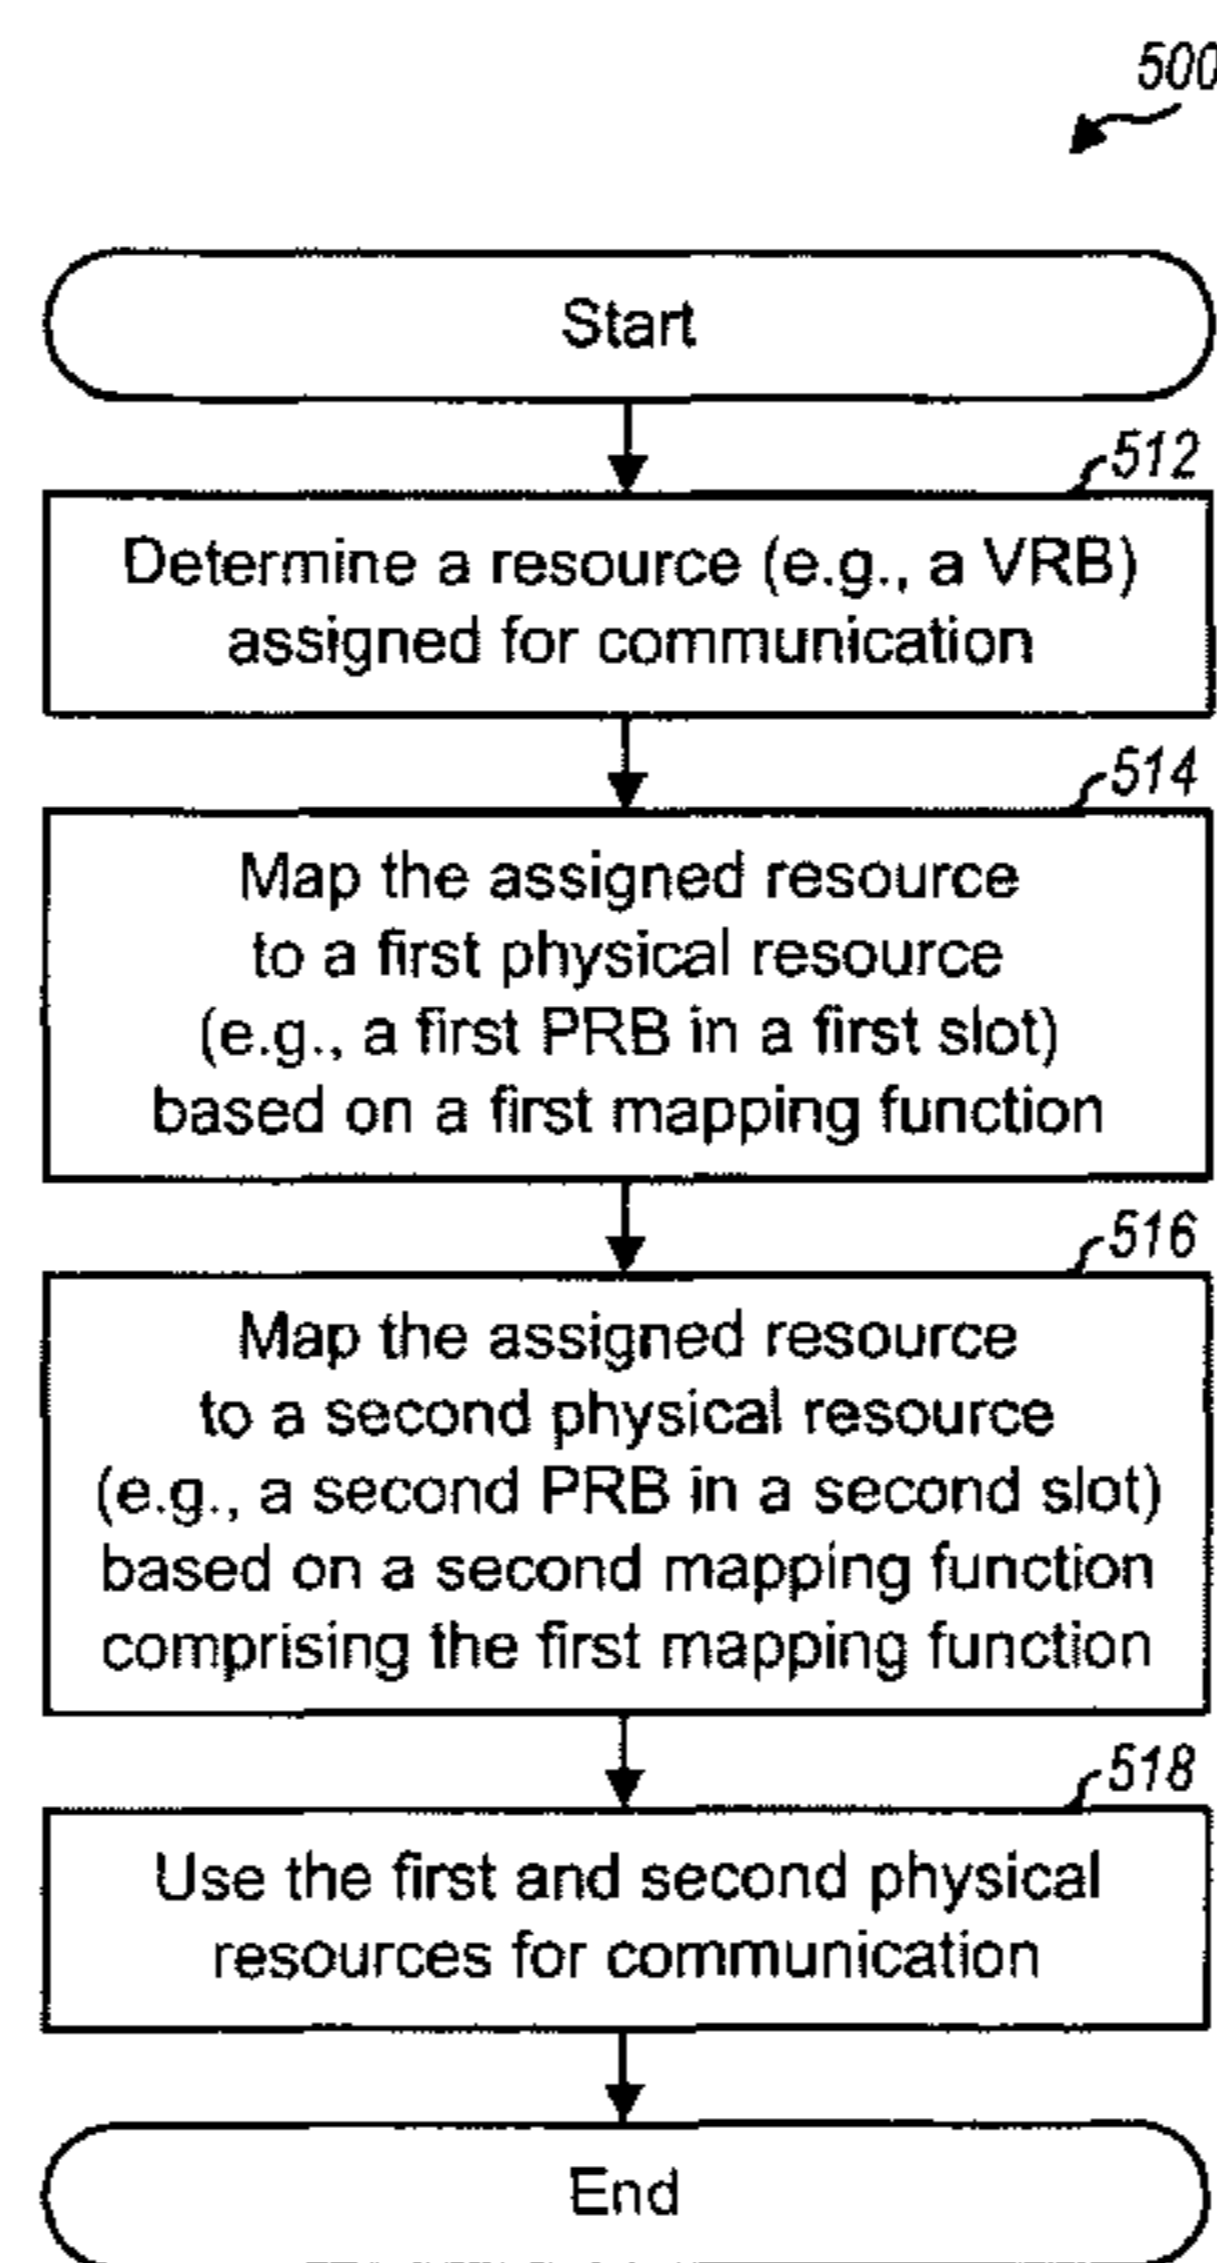 500
Start
512
Determine a resource (e.g., a VRB)
assigned for communication
514
Map the assigned resource
to a first physical resource
(e.g., a first PRB in a first slot)
based on a first mapping function
516
Map the assigned resource
to a second physical resource
(e.g., a second PRB in a second slot)
based on a second mapping function
comprising the first mapping function
518
Use the first and second physical
resources for communication
End